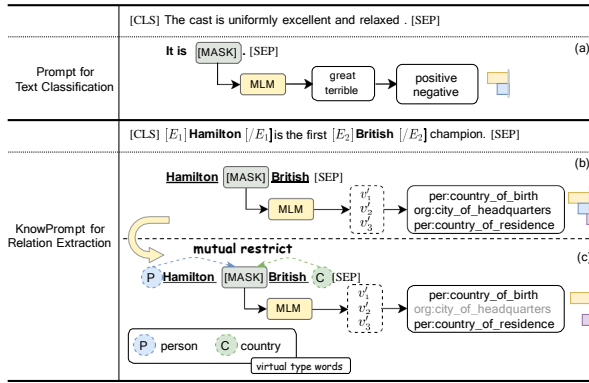 [CLS] The cast is uniformly excellent and relaxed . [SEP]
(a)
It is [MASK] . [SEP]
Prompt for
Text Classification
MLM
great
terrible
positive
negative
[CLS] [E₁] Hamilton [/E₁] is the first [E₂] British [/E₂] champion. [SEP]
(b)
Hamilton [MASK] British [SEP]
MLM
v′₁
v′₂
v′₃
per:country_of_birth
org:city_of_headquarters
per:country_of_residence
KnowPrompt for
Relation Extraction
mutual restrict
(c)
P Hamilton [MASK] British C [SEP]
MLM
v′₁
v′₂
v′₃
per:country_of_birth
org:city_of_headquarters
per:country_of_residence
P person C country
virtual type words